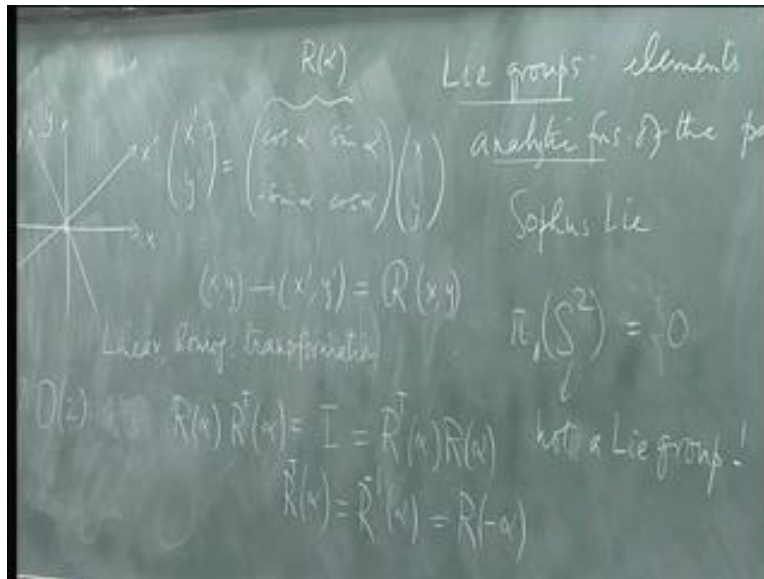 R(α)
y x' x
(x' y') = (cos α sin α -sin α cos α) (x y)
(x,y) → (x',y') = R(x,y)
Linear, homog. transformation
O(2)
R(α) Rᵀ(α) = I = Rᵀ(α) R(α)
Rᵀ(α) = R⁻¹(α) = R(-α)
Lie groups elements
analytic fns of the
Sophus Lie
π₁(S²) = 0
not a Lie group!